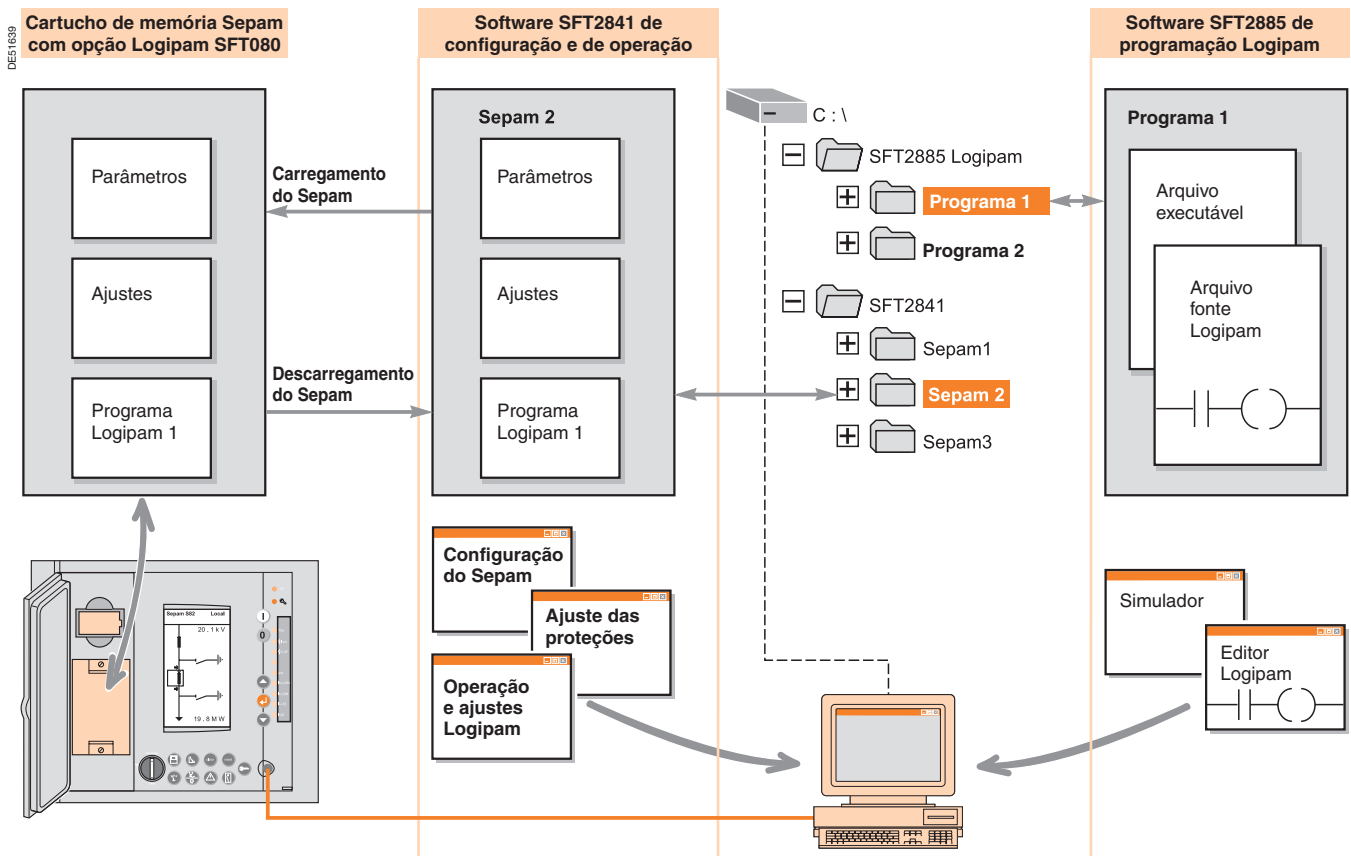 DE51639
Cartucho de memória Sepam
com opção Logipam SFT080
Software SFT2841 de
configuração e de operação
Software SFT2885 de
programação Logipam
Parâmetros
Ajustes
Programa
Logipam 1
Carregamento
do Sepam
Descarregamento
do Sepam
Sepam 2
Parâmetros
Ajustes
Programa
Logipam 1
C : \
SFT2885 Logipam
Programa 1
Programa 2
SFT2841
Sepam1
Sepam 2
Sepam3
Programa 1
Arquivo
executável
Arquivo
fonte
Logipam
Sepam S82 Local
20 . 1 k V
19 . 8 M W
I
0
Configuração
do Sepam
Ajuste das
proteções
Operação
e ajustes
Logipam
Simulador
Editor
Logipam